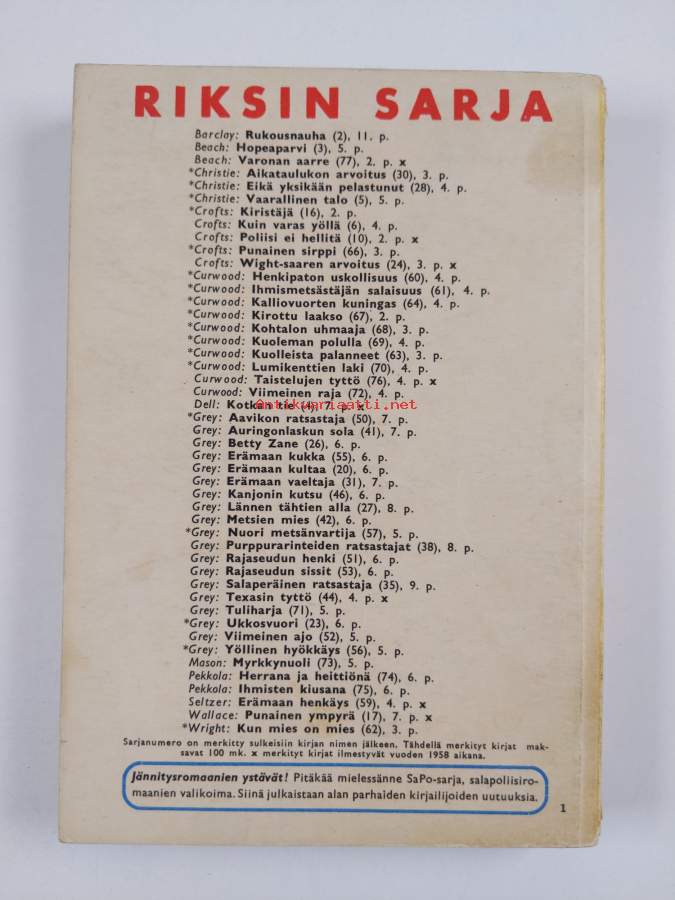 RIKSIN SARJA
Barclay: Rukousnauha (2), 11. p.
Beach: Hopeaparvi (3), 5. p.
Beach: Varonan aarre (77), 2. p. x
*Christie: Aikataulukon arvoitus (30), 3. p.
*Christie: Eikä yksikään pelastunut (28), 4. p.
*Christie: Vaarallinen talo (5), 5. p.
*Crofts: Kiristäjä (16), 2. p.
Crofts: Kuin varas yöllä (6), 4. p.
Crofts: Poliisi ei hellitä (10), 2. p. x
*Crofts: Punainen sirppi (66), 3. p.
Crofts: Wight-saaren arvoitus (24), 3. p. x
*Curwood: Henkipaton uskollisuus (60), 4. p.
*Curwood: Ihmismetsästäjän salaisuus (61), 4. p.
*Curwood: Kalliovuorten kuningas (64), 4. p.
*Curwood: Kirottu laakso (67), 2. p.
*Curwood: Kohtalon uhmaaja (68), 3. p.
*Curwood: Kuoleman polulla (69), 4. p.
*Curwood: Kuolleista palanneet (63), 3. p.
*Curwood: Lumikenttien laki (70), 4. p.
Curwood: Taistelujen tyttö (76), 4. p. x
Curwood: Viimeinen raja (72), 4. p.
Dell: Kotkan tie (4), 7. p. x
Antikvariaatti.net
*Grey: Aavikon ratsastaja (50), 7. p.
Grey: Auringonlaskun sola (41), 7. p.
Grey: Betty Zane (26), 6. p.
Grey: Erämaan kukka (55), 6. p.
Grey: Erämaan kultaa (20), 6. p.
Grey: Erämaan vaeltaja (31), 7. p.
Grey: Kanjonin kutsu (46), 6. p.
Grey: Lännen tähtien alla (27), 8. p.
Grey: Metsien mies (42), 6. p.
*Grey: Nuori metsänvartija (57), 5. p.
Grey: Purppurarinteiden ratsastajat (38), 8. p.
Grey: Rajaseudun henki (51), 6. p.
Grey: Rajaseudun sissit (53), 6. p.
Grey: Salaperäinen ratsastaja (35), 9. p.
Grey: Texasin tyttö (44), 4. p. x
Grey: Tuliharja (71), 5. p.
*Grey: Ukkosvuori (23), 6. p.
Grey: Viimeinen ajo (52), 5. p.
*Grey: Yöllinen hyökkäys (56), 5. p.
Mason: Myrkkynuoli (73), 5. p.
Pekkola: Herrana ja heittiönä (74), 6. p.
Pekkola: Ihmisten kiusana (75), 6. p.
Seltzer: Erämaan henkäys (59), 4. p. x
Wallace: Punainen ympyrä (17), 7. p. x
*Wright: Kun mies on mies (62), 3. p.
Sarjanumero on merkitty sulkeisiin kirjan nimen jälkeen. Tähdellä merkityt kirjat mak-
savat 100 mk. x merkityt kirjat ilmestyvät vuoden 1958 aikana.
Jännitysromaanien ystävät! Pitäkää mielessänne SaPo-sarja, salapoliisiro-
maanien valikoima. Siinä julkaistaan alan parhaiden kirjailijoiden uutuuksia.
1